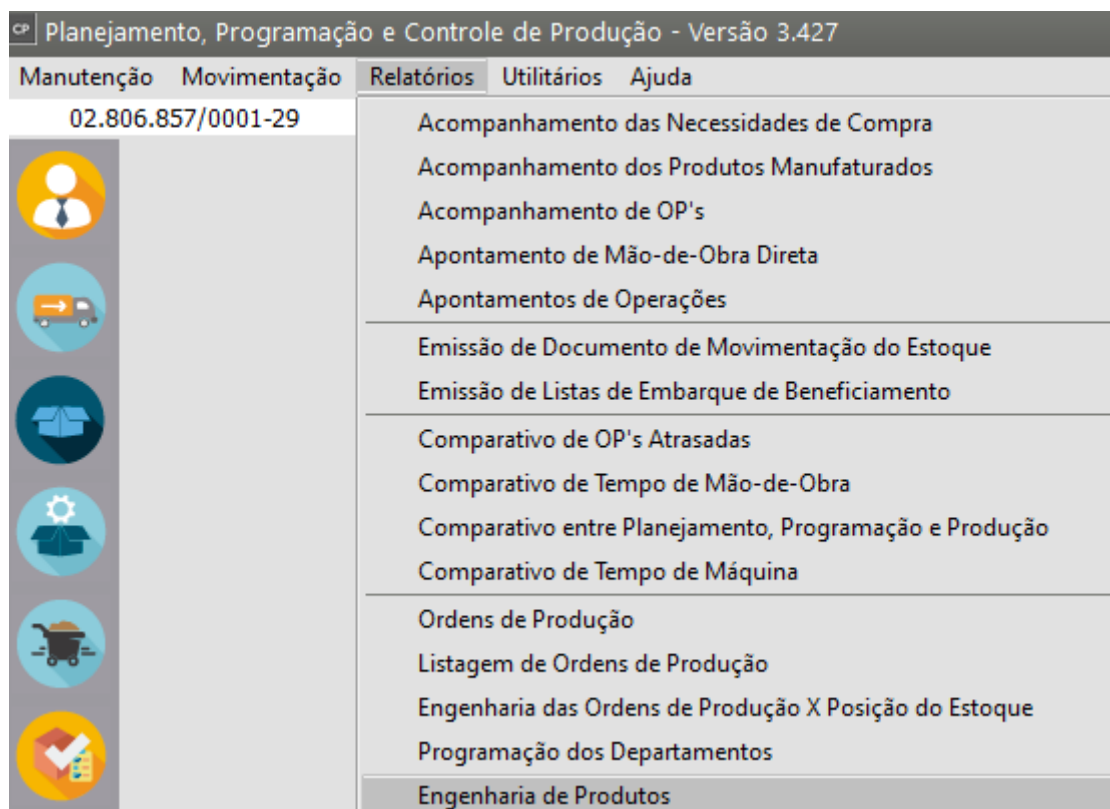 CP Planejamento, Programação e Controle de Produção - Versão 3.427
Manutenção Movimentação Relatórios Utilitários Ajuda
02.806.857/0001-29
Acompanhamento das Necessidades de Compra
Acompanhamento dos Produtos Manufaturados
Acompanhamento de OP's
Apontamento de Mão-de-Obra Direta
Apontamentos de Operações
Emissão de Documento de Movimentação do Estoque
Emissão de Listas de Embarque de Beneficiamento
Comparativo de OP's Atrasadas
Comparativo de Tempo de Mão-de-Obra
Comparativo entre Planejamento, Programação e Produção
Comparativo de Tempo de Máquina
Ordens de Produção
Listagem de Ordens de Produção
Engenharia das Ordens de Produção X Posição do Estoque
Programação dos Departamentos
Engenharia de Produtos